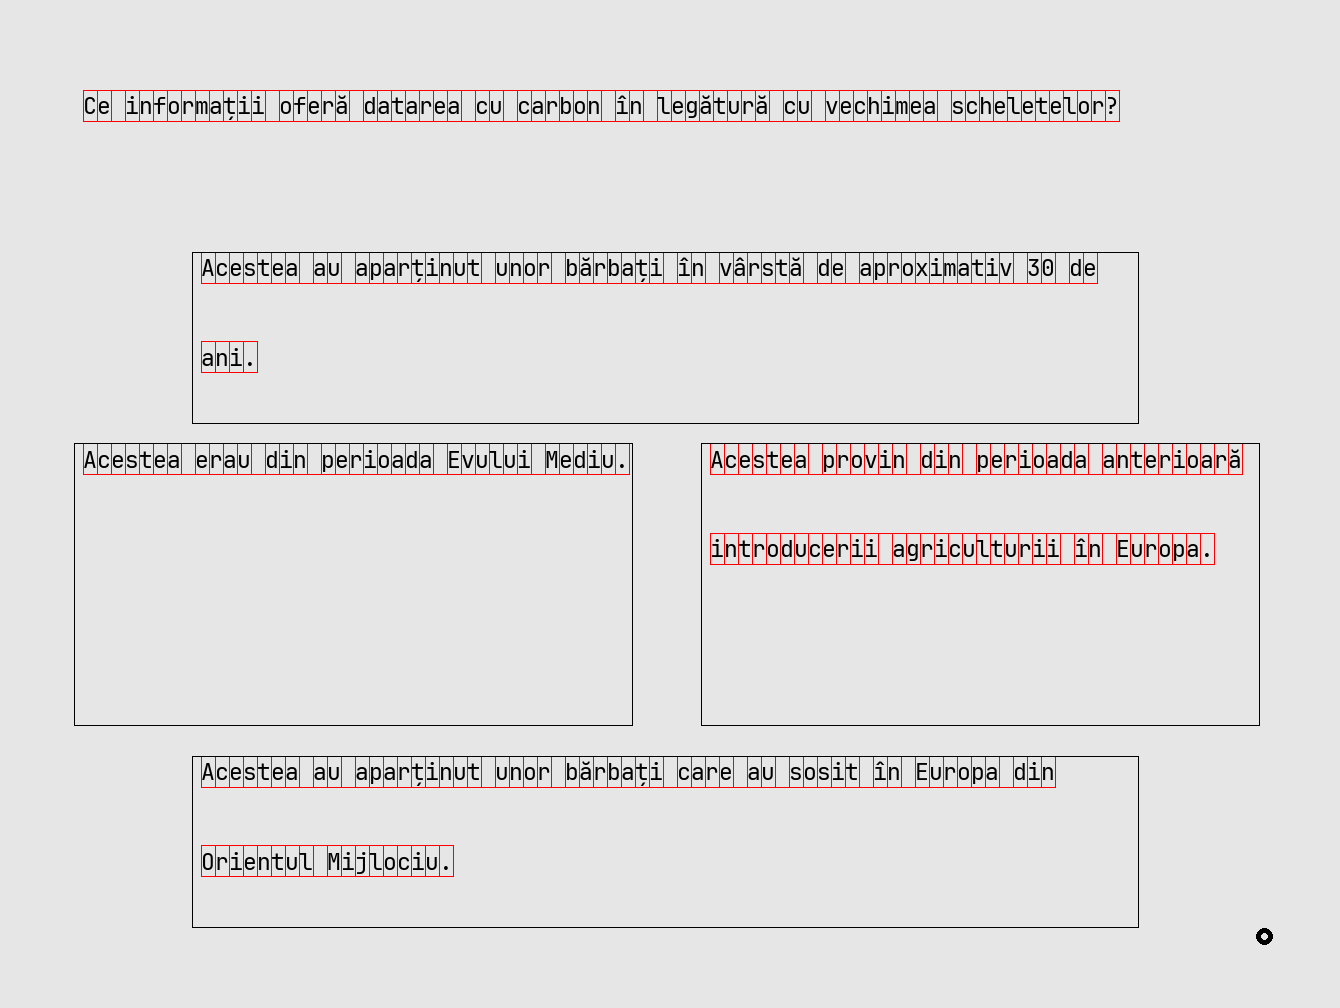 Ce informații oferă datarea cu carbon în legătură cu vechimea scheletelor?
Acestea au aparținut unor bărbați în vârstă de aproximativ 30 de
ani.
Acestea erau din perioada Evului Mediu.
Acestea provin din perioada anterioară
introducerii agriculturii în Europa.
Acestea au aparținut unor bărbați care au sosit în Europa din
Orientul Mijlociu.